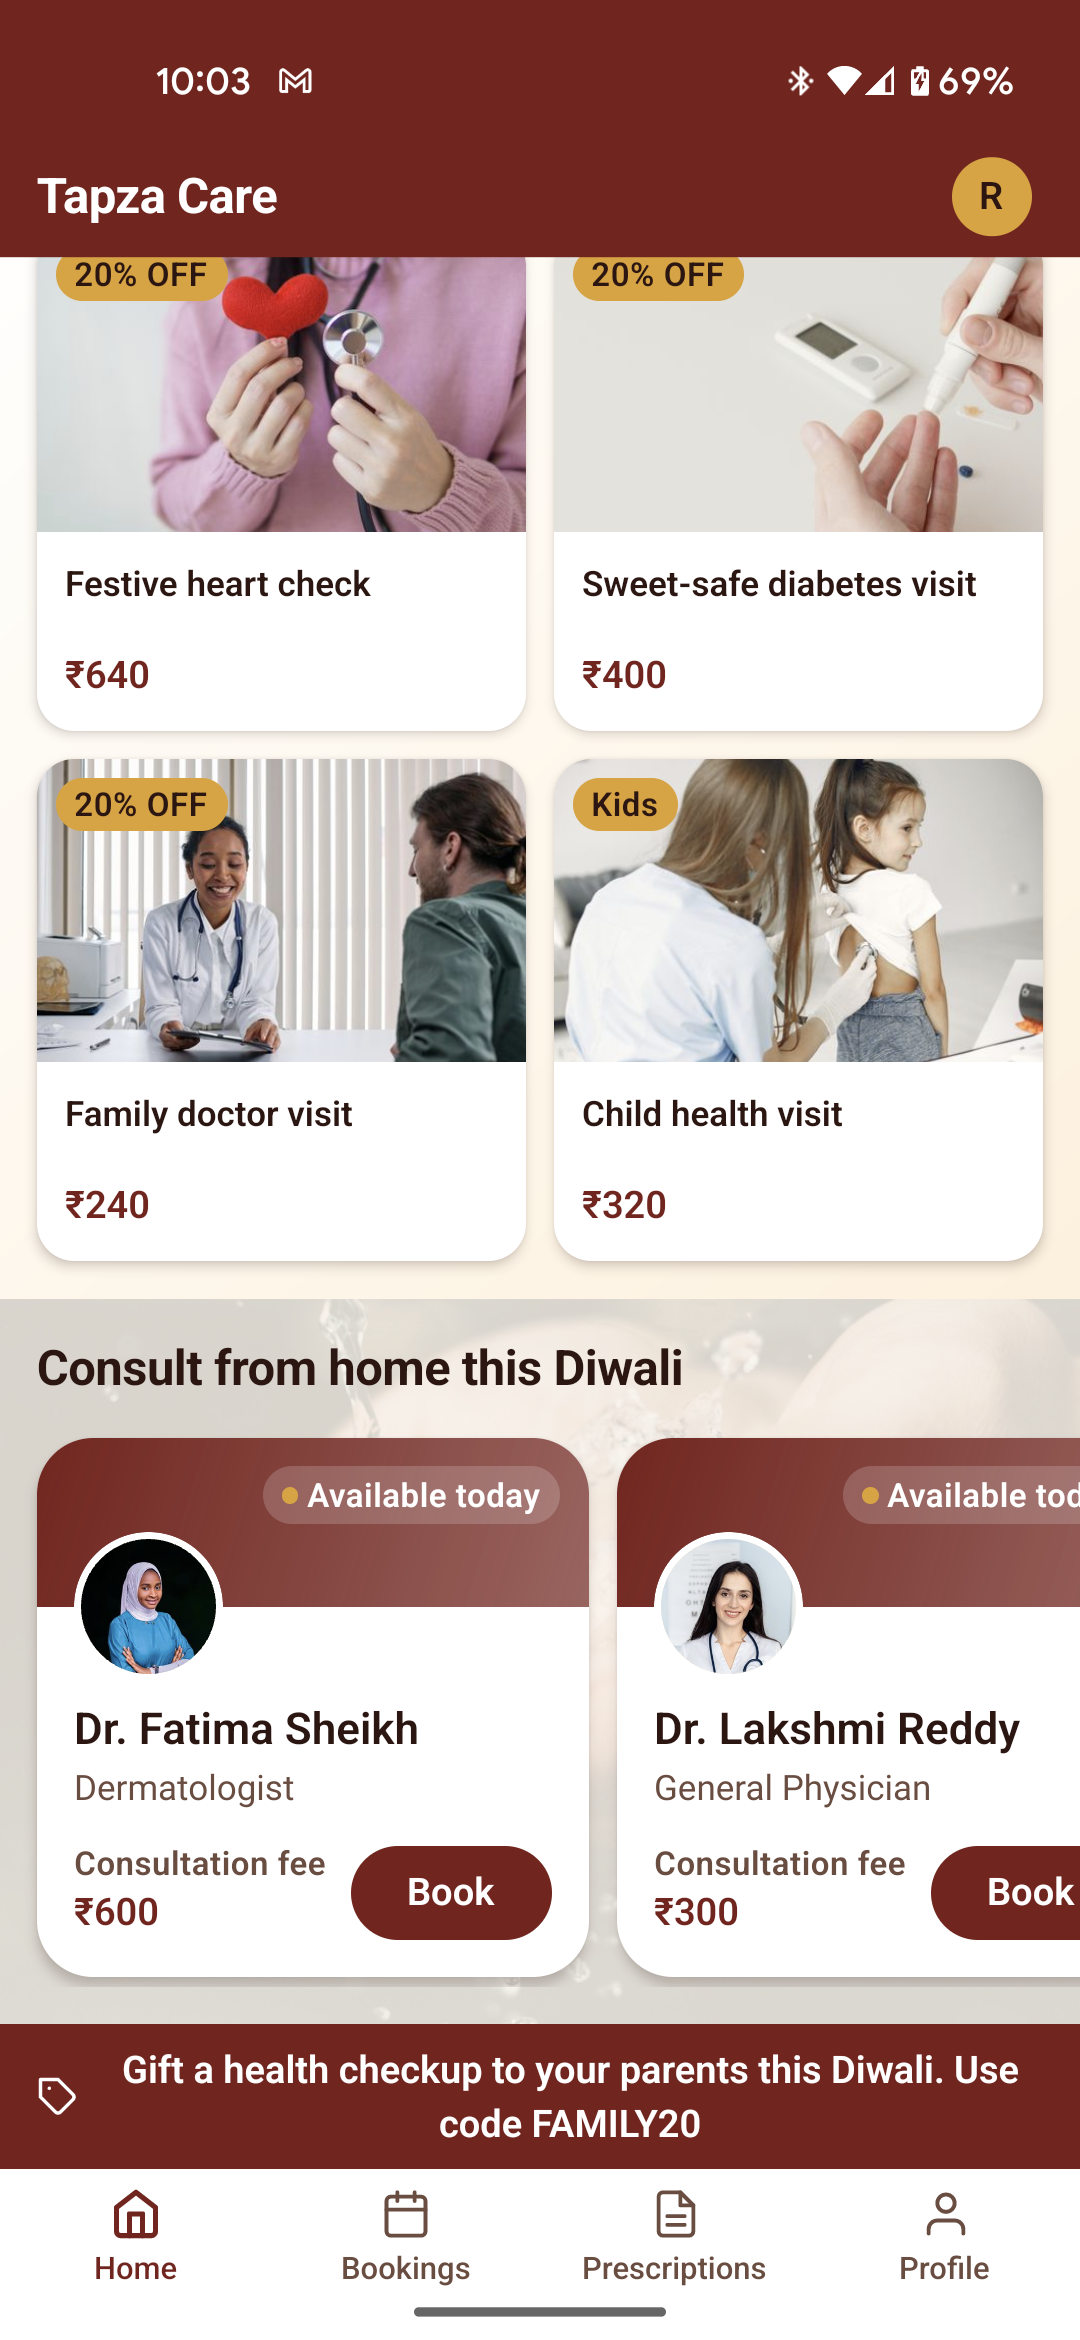 10:03
69%
Tapza Care
R
20% OFF
20% OFF
Festive heart check
Sweet-safe diabetes visit
₹640
₹400
20% OFF
Kids
Family doctor visit
Child health visit
₹240
₹320
Consult from home this Diwali
Available today
Available tod
Dr. Fatima Sheikh
Dr. Lakshmi Reddy
Dermatologist
General Physician
Consultation fee
₹600
Book
Consultation fee
₹300
Book
Gift a health checkup to your parents this Diwali. Use
code FAMILY20
Home
Bookings
Prescriptions
Profile